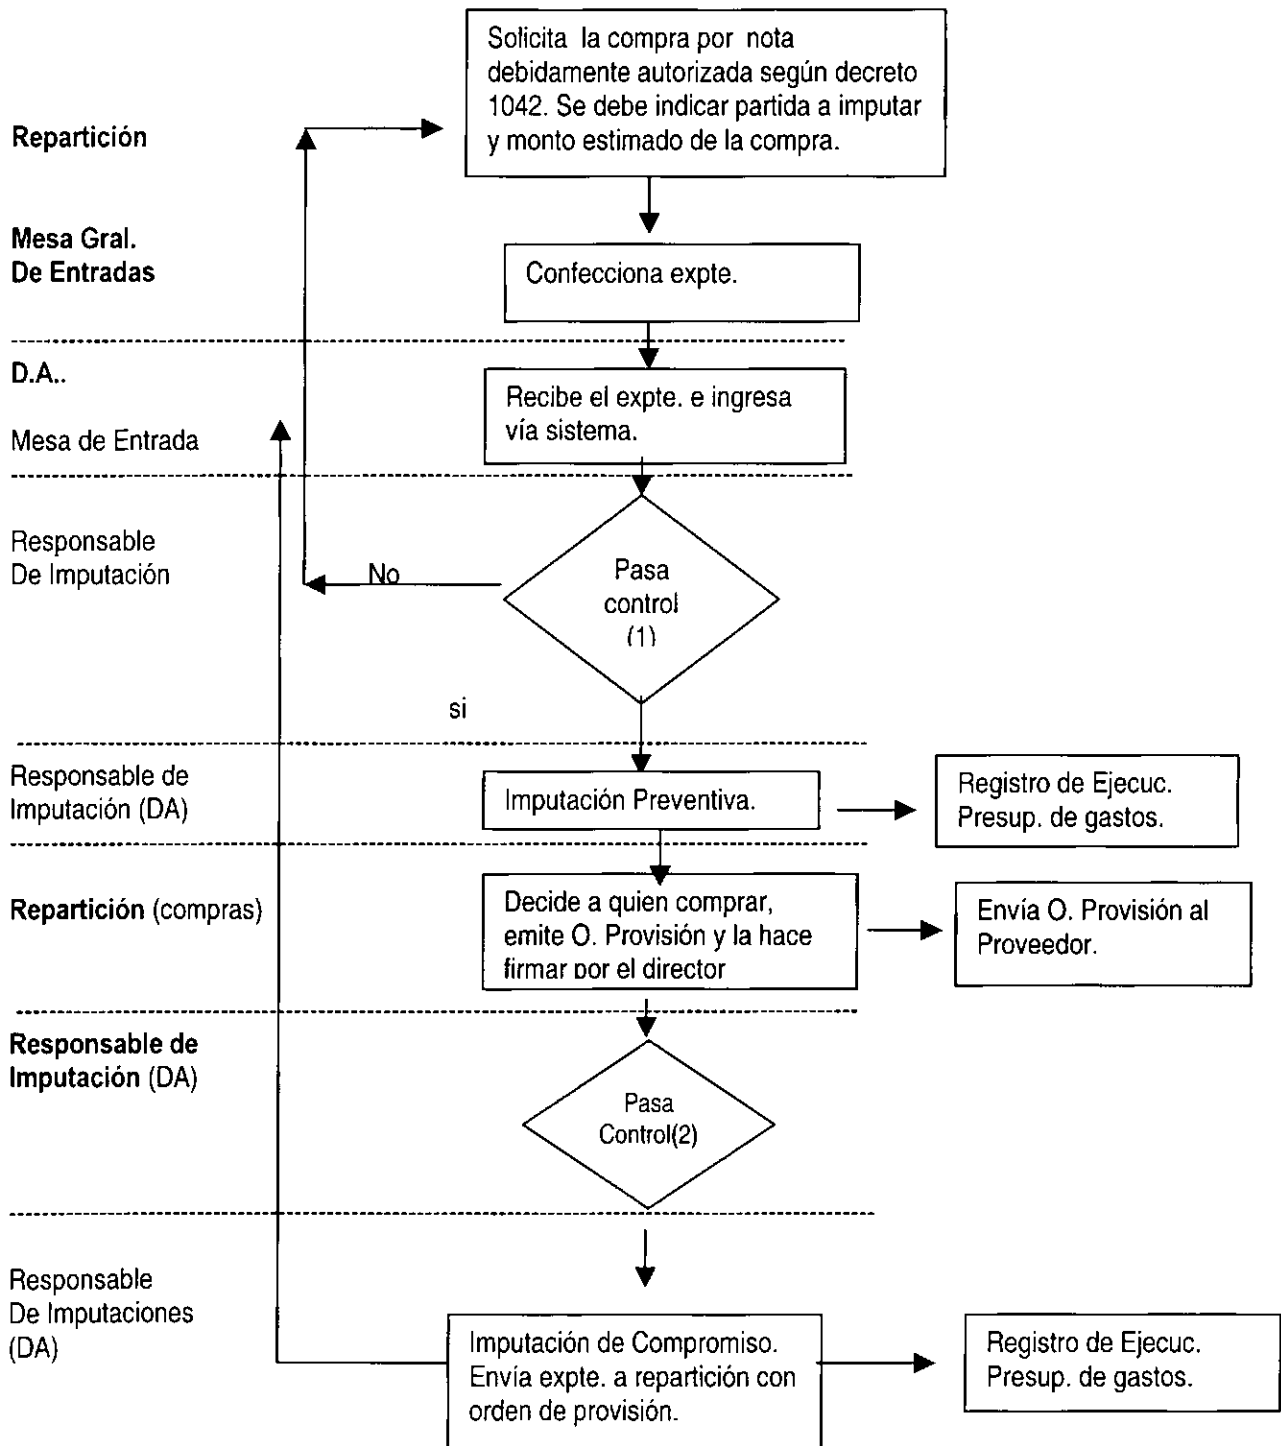 Solicita la compra por nota
debidamente autorizada según decreto
1042. Se debe indicar partida a imputar
y monto estimado de la compra.
Repartición
Mesa Gral.
De Entradas
Confecciona expte.
D.A..
Mesa de Entrada
Recibe el expte. e ingresa
vía sistema.
Responsable
De Imputación
No
Pasa
control
(1)
si
Responsable de
Imputación (DA)
Imputación Preventiva.
Registro de Ejecuc.
Presup. de gastos.
Repartición (compras)
Decide a quien comprar,
emite O. Provisión y la hace
firmar por el director
Envía O. Provisión al
Proveedor.
Responsable de
Imputación (DA)
Pasa
Control(2)
Responsable
De Imputaciones
(DA)
Imputación de Compromiso.
Envía expte. a repartición con
orden de provisión.
Registro de Ejecuc.
Presup. de gastos.